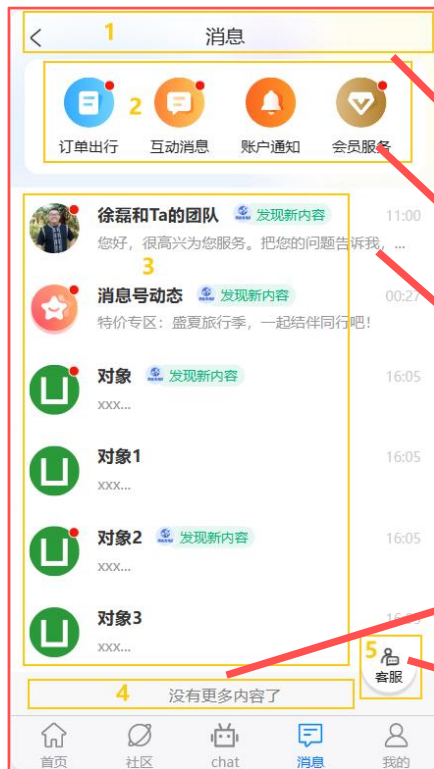 1
消息
2
订单出行 互动消息 账户通知 会员服务
徐磊和Ta的团队 发现新内容 11:00
您好，很高兴为您服务。把您的问题告诉我，...
3
消息号动态 发现新内容 00:27
特价专区：盛夏旅行季，一起结伴同行吧！
对象 发现新内容 16:05
xxx...
对象1 16:05
xxx...
对象2 发现新内容 16:05
xxx...
对象3
xxx...
5
客服
4 没有更多内容了
首页 社区 chat 消息 我的